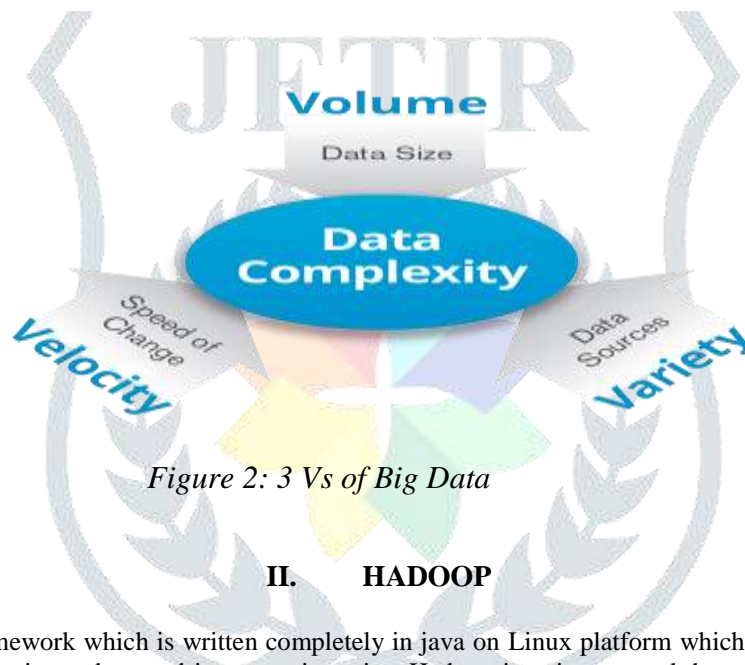 JETIR
Volume
Data Size
Data
Complexity
Speed of
Change
Velocity
Data
Sources
Variety
Figure 2: 3 Vs of Big Data
II. HADOOP
mework which is written completely in java on Linux platform which